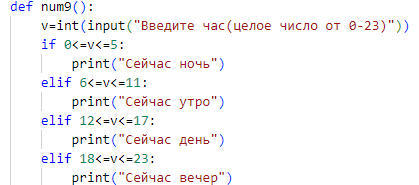 def num9():
    v=int(input("Введите час(целое число от 0-23)"))
    if 0<=v<=5:
        print("Сейчас ночь")
    elif 6<=v<=11:
        print("Сейчас утро")
    elif 12<=v<=17:
        print("Сейчас день")
    elif 18<=v<=23:
        print("Сейчас вечер")